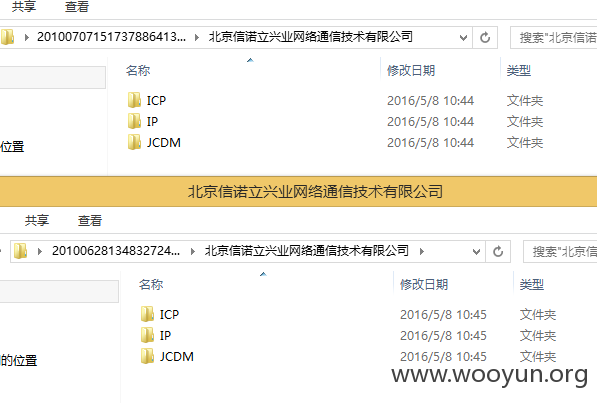 共享 查看
20100707151737886413... 北京信诺立兴业网络通信技术有限公司 搜索"北京信诺
名称 修改日期 类型
ICP 2016/5/8 10:44 文件夹
IP 2016/5/8 10:44 文件夹
JCDM 2016/5/8 10:44 文件夹
位置
北京信诺立兴业网络通信技术有限公司
共享 查看
20100628134832724... 北京信诺立兴业网络通信技术有限公司 搜索"北京信
名称 修改日期 类型
ICP 2016/5/8 10:45 文件夹
IP 2016/5/8 10:45 文件夹
JCDM 2016/5/8 10:45 文件夹
的位置
www.wooyun.org